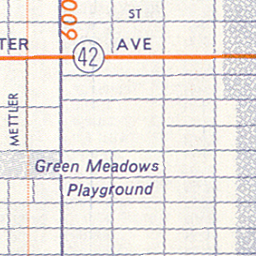 ST
600
TER
42
AVE
METTLER
Green Meadows
Playground